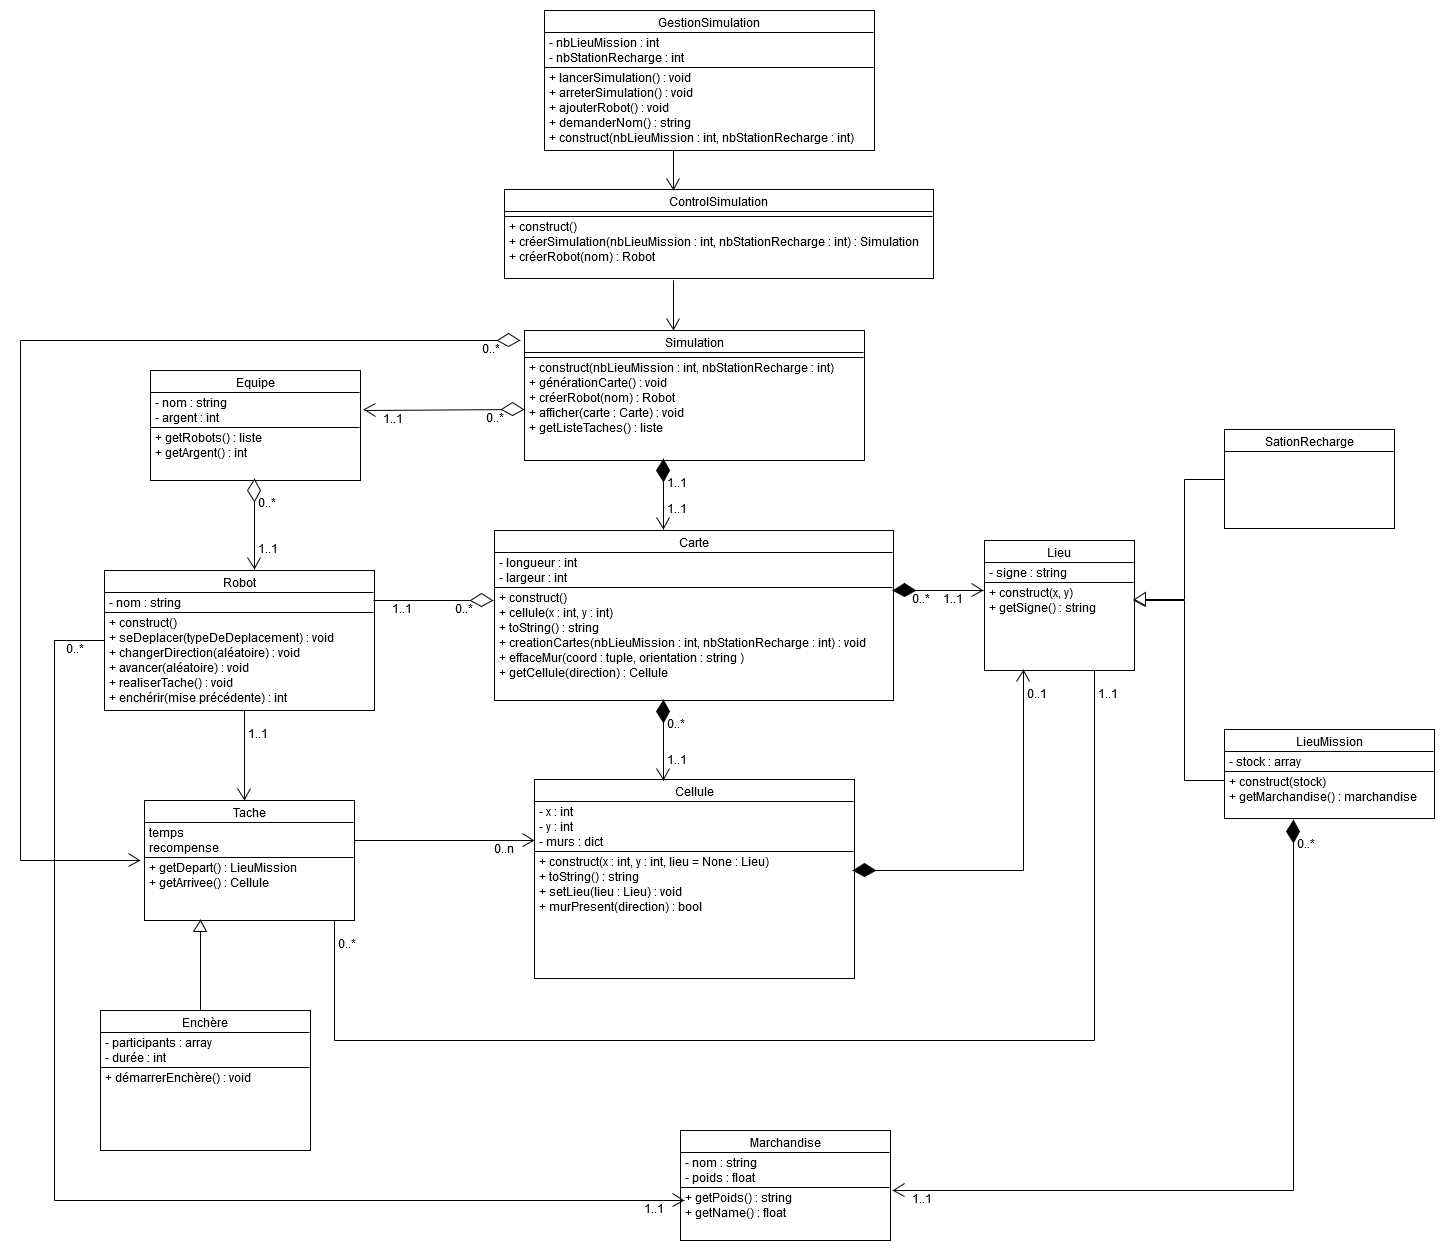 GestionSimulation
- nbLieuMission : int
- nbStationRecharge : int
+ lancerSimulation() : void
+ arreterSimulation() : void
+ ajouterRobot() : void
+ demanderNom() : string
+ construct(nbLieuMission : int, nbStationRecharge : int)
ControlSimulation
+ construct()
+ créerSimulation(nbLieuMission : int, nbStationRecharge : int) : Simulation
+ créerRobot(nom) : Robot
Simulation
+ construct(nbLieuMission : int, nbStationRecharge : int)
+ générationCarte() : void
+ créerRobot(nom) : Robot
+ afficher(carte : Carte) : void
+ getListeTaches() : liste
0..*
0..*
1..1
1..1
1..1
Equipe
- nom : string
- argent : int
+ getRobots() : liste
+ getArgent() : int
0..*
1..1
SationRecharge
Robot
- nom : string
+ construct()
+ seDeplacer(typeDeDeplacement) : void
+ changerDirection(aléatoire) : void
+ avancer(aléatoire) : void
+ realiserTache() : void
+ enchérir(mise précédente) : int
0..*
1..1
1..1
0..*
Carte
- longueur : int
- largeur : int
+ construct()
+ cellule(x : int, y : int)
+ toString() : string
+ creationCartes(nbLieuMission : int, nbStationRecharge : int) : void
+ effaceMur(coord : tuple, orientation : string )
+ getCellule(direction) : Cellule
0..*
1..1
0..*
1..1
Lieu
- signe : string
+ construct(x, y)
+ getSigne() : string
0..1
1..1
LieuMission
- stock : array
+ construct(stock)
+ getMarchandise() : marchandise
0..*
Tache
temps
recompense
+ getDepart() : LieuMission
+ getArrivee() : Cellule
0..n
0..*
Cellule
- x : int
- y : int
- murs : dict
+ construct(x : int, y : int, lieu = None : Lieu)
+ toString() : string
+ setLieu(lieu : Lieu) : void
+ murPresent(direction) : bool
Enchère
- participants : array
- durée : int
+ démarrerEnchère() : void
Marchandise
- nom : string
- poids : float
+ getPoids() : string
+ getName() : float
1..1
1..1